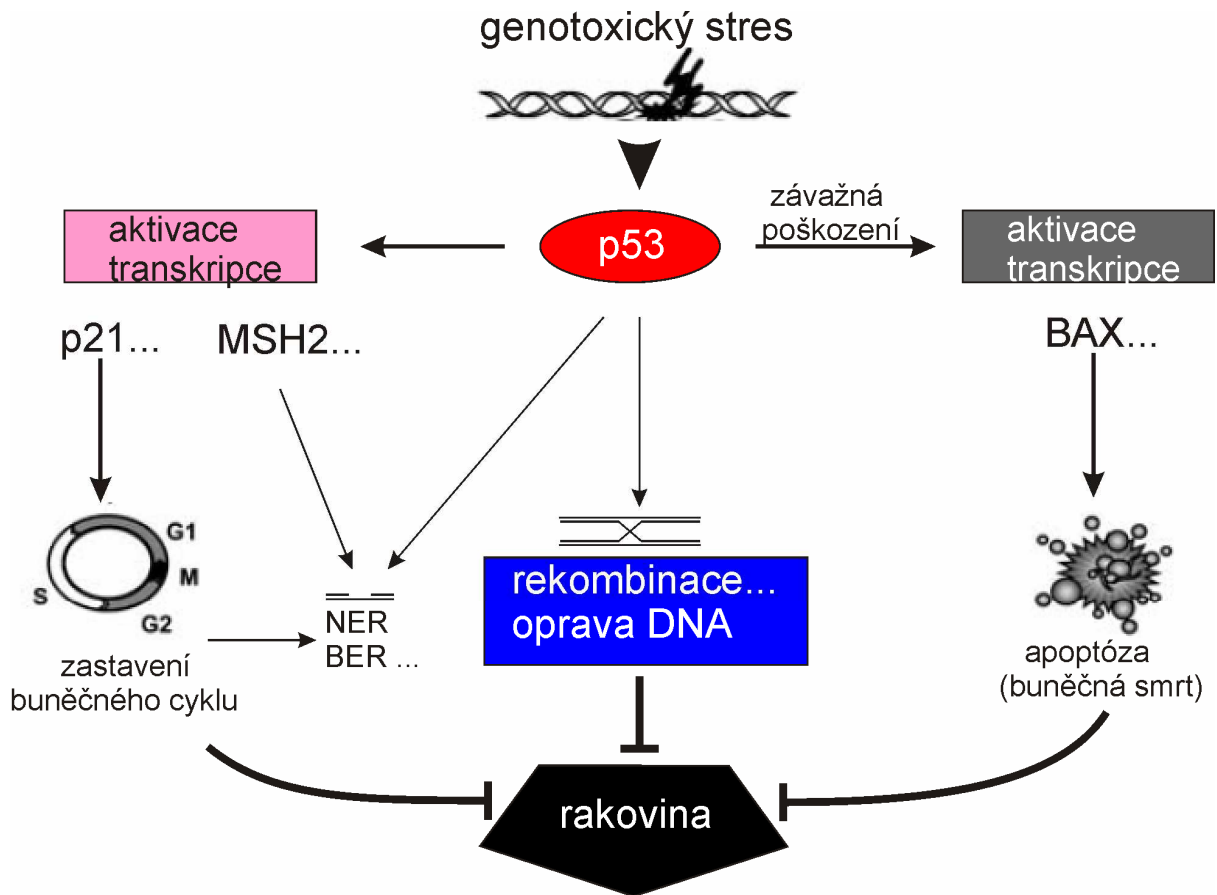 genotoxický stres
závažná
poškození
aktivace
transkripce
p53
aktivace
transkripce
p21...
MSH2...
BAX...
G1
M
S
G2
NER
BER ...
rekombinace...
oprava DNA
zastavení
buněčného cyklu
apoptóza
(buněčná smrt)
rakovina